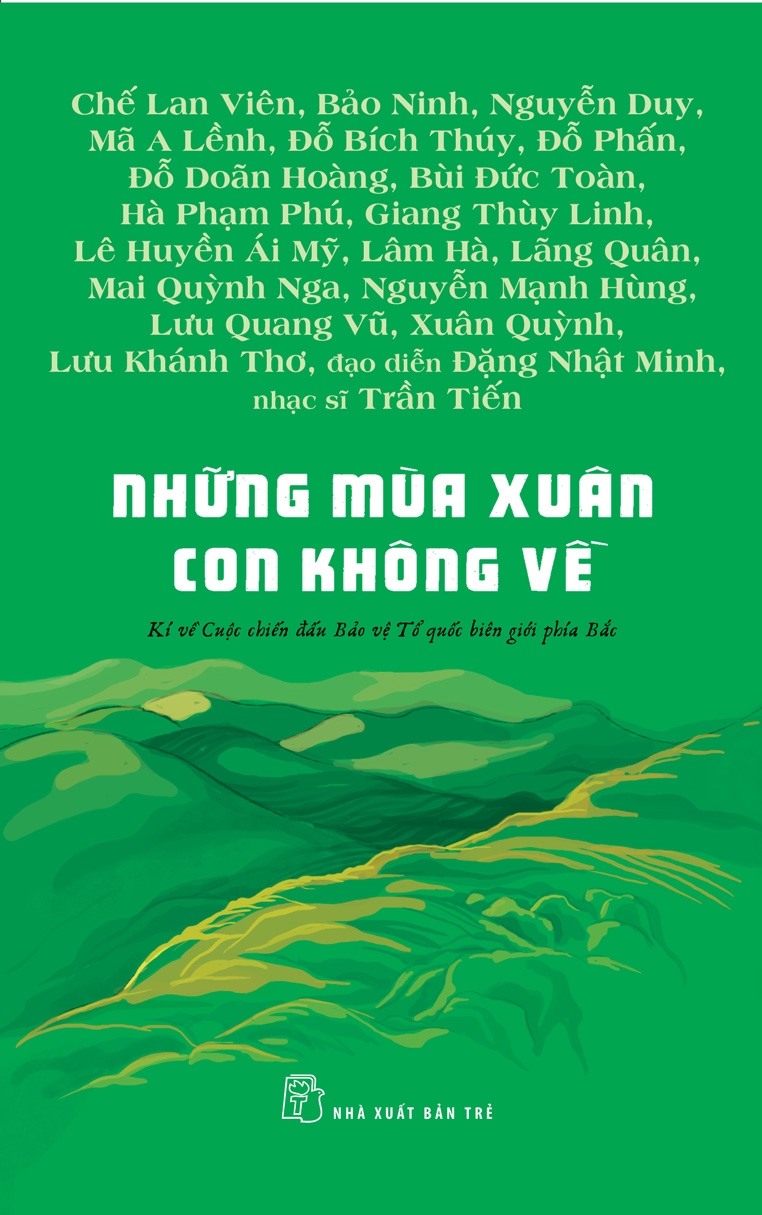 Chế Lan Viên, Bảo Ninh, Nguyễn Duy,
Mã A Lềnh, Đỗ Bích Thúy, Đỗ Phấn,
Đỗ Doãn Hoàng, Bùi Đức Toàn,
Hà Phạm Phú, Giang Thùy Linh,
Lê Huyền Ái Mỹ, Lâm Hà, Lãng Quân,
Mai Quỳnh Nga, Nguyễn Mạnh Hùng,
Lưu Quang Vũ, Xuân Quỳnh,
Lưu Khánh Thơ, đạo diễn Đặng Nhật Minh,
nhạc sĩ Trần Tiến
NHỮNG MÙA XUÂN
CON KHÔNG VỀ
Kí về Cuộc chiến đấu Bảo vệ Tổ quốc biên giới phía Bắc
T NHÀ XUẤT BẢN TRẺ